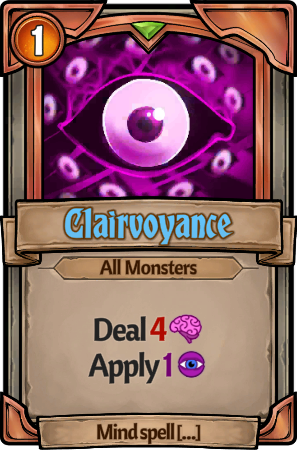 1
Clairvoyance
All Monsters
Deal 4
Apply 1
Mind spell [...]